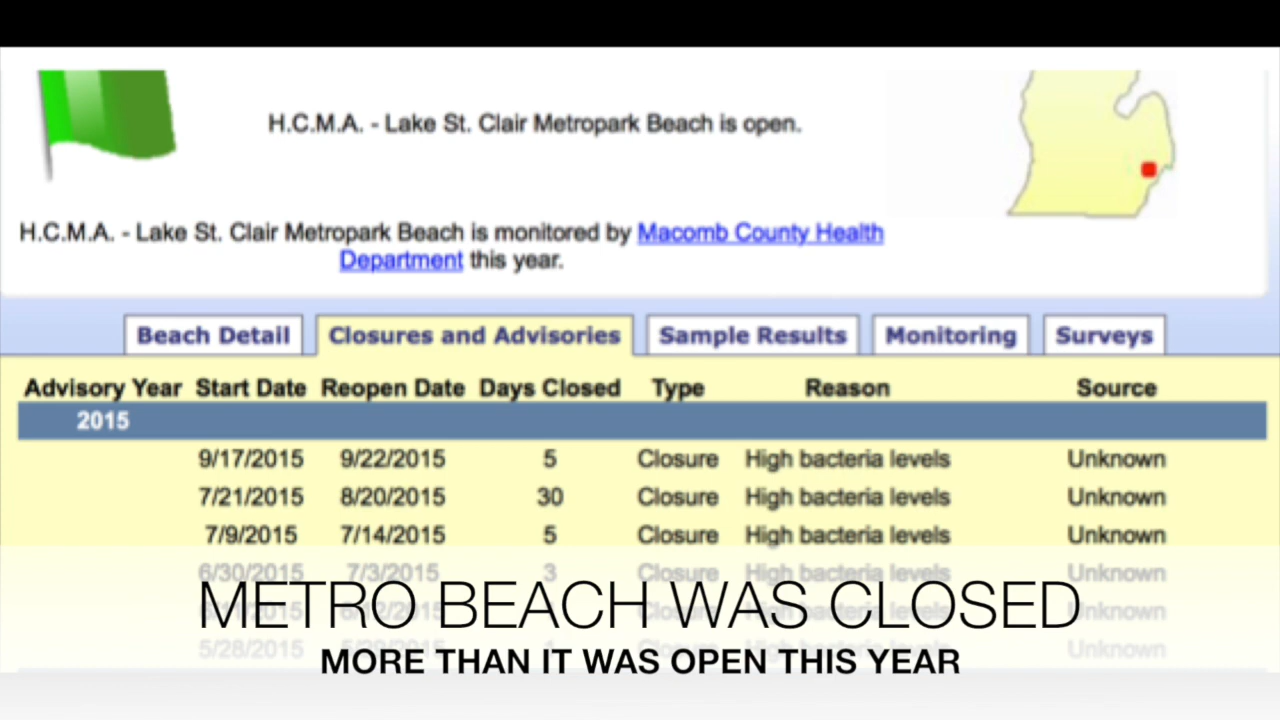 H.C.M.A. - Lake St. Clair Metropark Beach is open.
H.C.M.A. - Lake St. Clair Metropark Beach is monitored by Macomb County Health
Department this year.
Beach Detail Closures and Advisories Sample Results Monitoring Surveys
Advisory Year Start Date Reopen Date Days Closed Type Reason Source
2015
9/17/2015 9/22/2015 5 Closure High bacteria levels Unknown
7/21/2015 8/20/2015 30 Closure High bacteria levels Unknown
7/9/2015 7/14/2015 5 Closure High bacteria levels Unknown
6/30/2015 7/3/2015 3 Closure High bacteria levels Unknown
METRO BEACH WAS CLOSED
5/28/2015 Unknown
MORE THAN IT WAS OPEN THIS YEAR